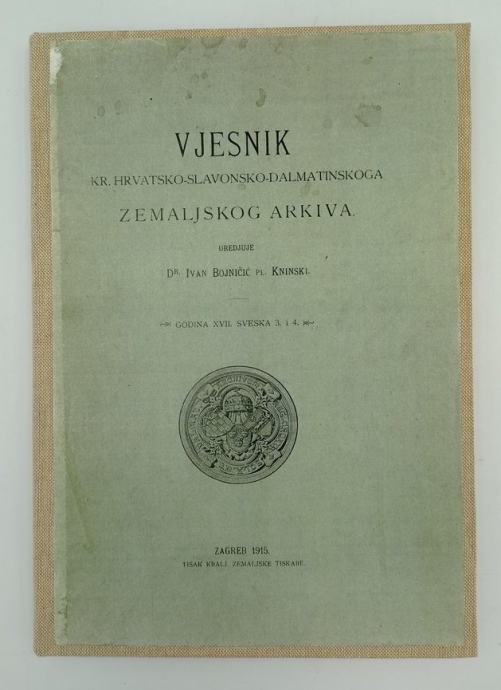 VJESNIK
KR. HRVATSKO-SLAVONSKO-DALMATINSKOGA
ZEMALJSKOG ARKIVA.
UREDJUJE
DR. IVAN BOJNIČIĆ PL. KNINSKI.
GODINA XVII. SVESKA 3. I 4.
ZAGREB 1915.
TISAK KRALJ. ZEMALJSKE TISKARE.